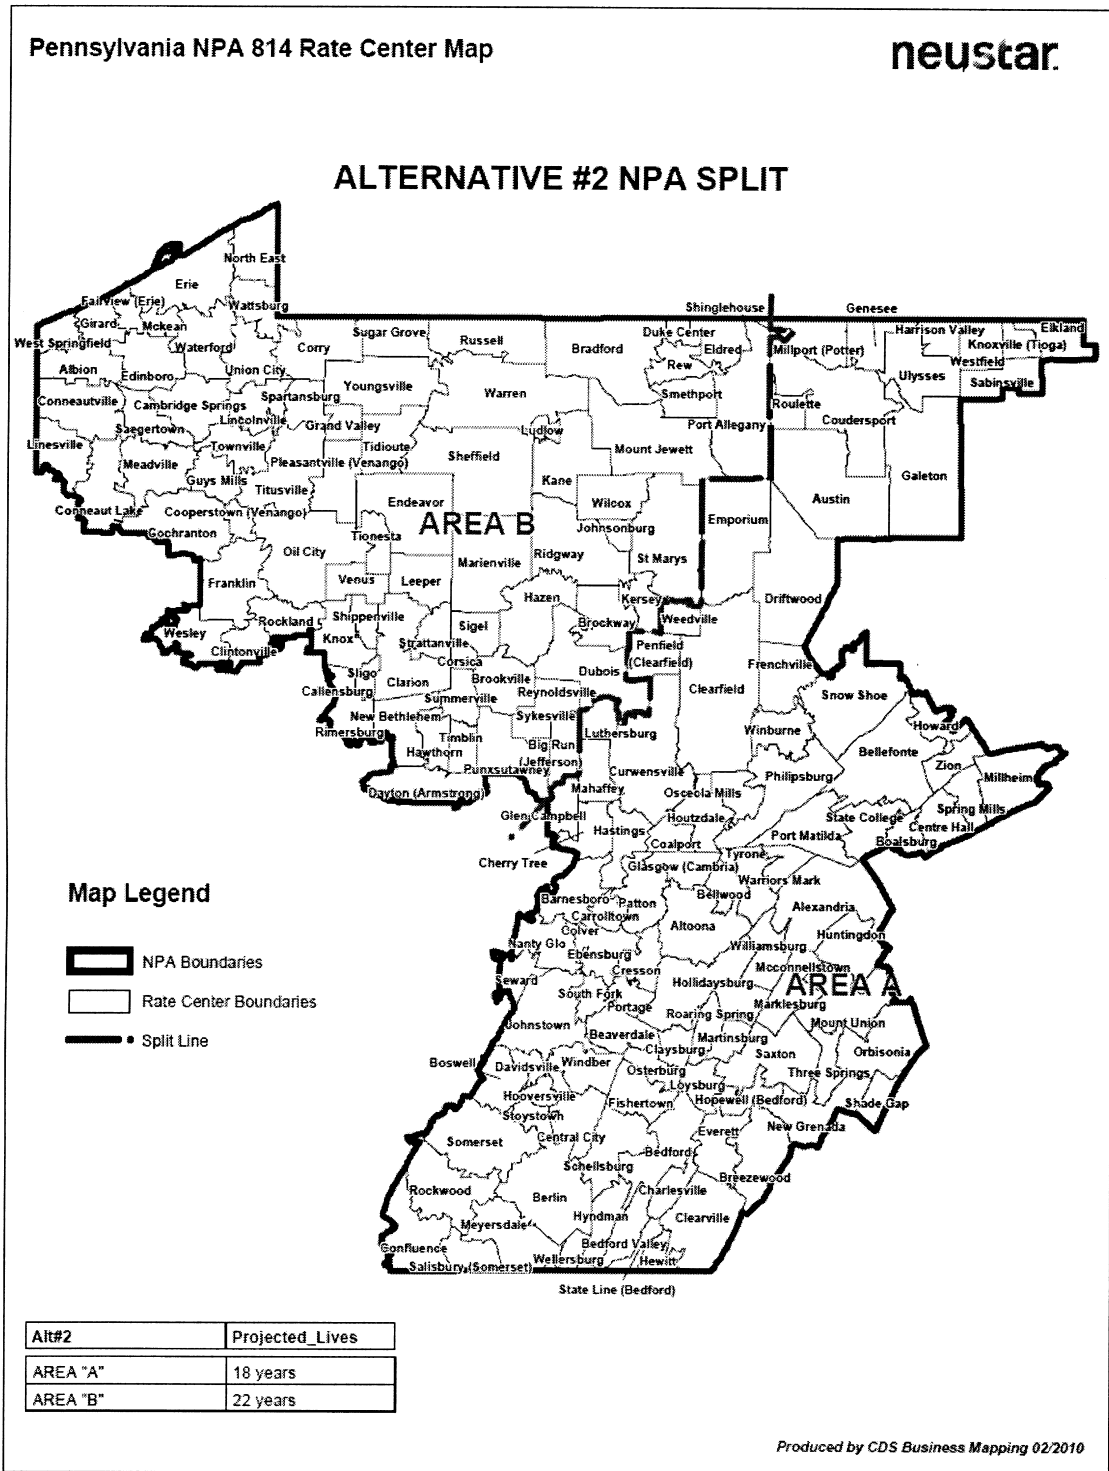 Pennsylvania NPA 814 Rate Center Map
neustar.
ALTERNATIVE #2 NPA SPLIT
North East
Erie
Fairview (Erie)
Wattsburg
Shinglehouse
Genesee
Girard
Mckean
West Springfield
Waterford
Corry
Sugar Grove
Russell
Bradford
Duke Center
Eldred
Rew
Millport (Potter)
Harrison Valley
Elkland
Knoxville (Tioga)
Westfield
Albion
Edinboro
Union City
Youngsville
Warren
Smethport
Ulysses
Sabinsville
Conneautville
Cambridge Springs
Spartansburg
Lincolnville
Saegertown
Grand Valley
Roulette
Coudersport
Port Allegany
Linesville
Townville
Tidioute
Ludlow
Mount Jewett
Meadville
Pleasantville (Venango)
Sheffield
Guys Mills
Titusville
Kane
Galeton
Endeavor
Wilcox
Austin
Conneaut Lake
Cooperstown (Venango)
AREA B
Emporium
Cochranton
Johnsonburg
Tionesta
Oil City
Ridgway
St Marys
Marienville
Franklin
Venus
Leeper
Hazen
Kersey
Driftwood
Rockland
Shippenville
Sigel
Brockway
Weedville
Wesley
Knox
Strattanville
Penfield
(Clearfield)
Clintonville
Corsica
Frenchville
Sligo
Dubois
Clarion
Brookville
Callensburg
Reynoldsville
Clearfield
Snow Shoe
Summerville
New Bethlehem
Sykesville
Howard
Rimersburg
Timblin
Luthersburg
Winburne
Hawthorn
Big Run
(Jefferson)
Bellefonte
Zion
Punxsutawney
Curwensville
Philipsburg
Millheim
Dayton (Armstrong)
Mahaffey
Osceola Mills
Spring Mills
Glen Campbell
Houtzdale
State College
Centre Hall
Hastings
Port Matilda
Boalsburg
Coalport
Cherry Tree
Tyrone
Glasgow (Cambria)
Warriors Mark
Bellwood
Barnesboro
Patton
Alexandria
Carrolltown
Colver
Altoona
Huntingdon
Nanty Glo
Williamsburg
Ebensburg
Cresson
Mcconnellstown
Seward
Hollidaysburg
AREA A
South Fork
Portage
Marklesburg
Roaring Spring
Johnstown
Mount Union
Beaverdale
Martinsburg
Claysburg
Saxton
Orbisonia
Boswell
Davidsville
Windber
Osterburg
Three Springs
Loysburg
Hooversville
Fishertown
Hopewell (Bedford)
Shade Gap
Stoystown
Everett
New Grenada
Somerset
Central City
Bedford
Schellsburg
Breezewood
Rockwood
Charlesville
Berlin
Hyndman
Clearville
Meyersdale
Bedford Valley
Confluence
Wellersburg
Hewitt
Salisbury (Somerset)
State Line (Bedford)
Map Legend
NPA Boundaries
Rate Center Boundaries
Split Line
Alt#2 Projected_Lives
AREA "A" 18 years
AREA "B" 22 years
Produced by CDS Business Mapping 02/2010